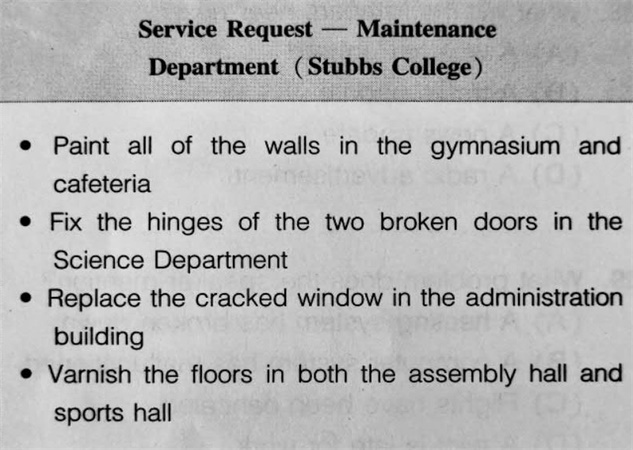 Service Request — Maintenance
Department (Stubbs College)
• Paint all of the walls in the gymnasium and
cafeteria
• Fix the hinges of the two broken doors in the
Science Department
• Replace the cracked window in the administration
building
• Varnish the floors in both the assembly hall and
sports hall